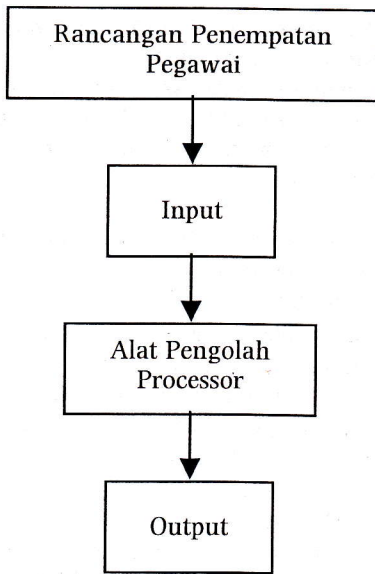 Rancangan Penempatan
Pegawai
Input
Alat Pengolah
Processor
Output